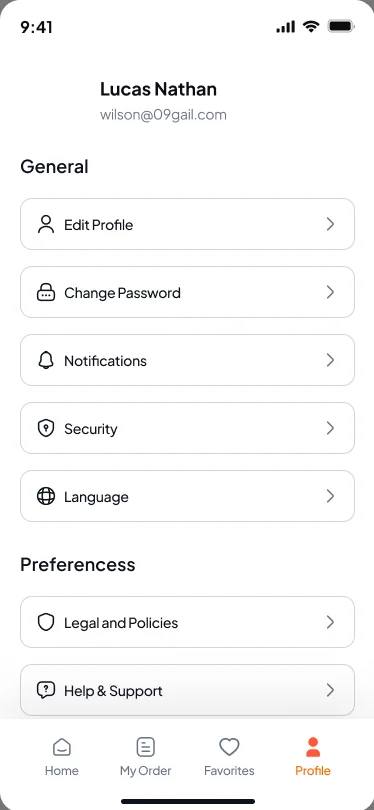 9:41
Lucas Nathan
wilson@09gail.com
General
Edit Profile
Change Password
Notifications
Security
Language
Preferencess
Legal and Policies
Help & Support
Home
My Order
Favorites
Profile